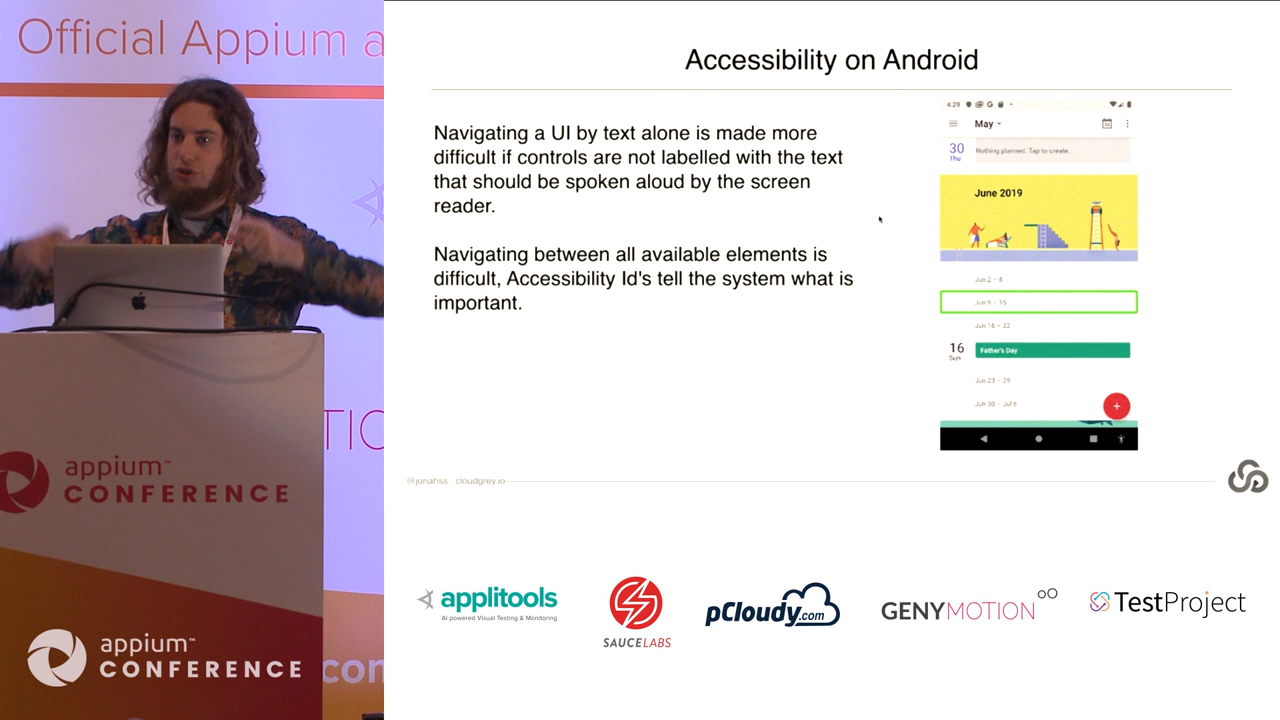 Official Appium a
appium™
CONFERENCE
appium™
CONFERENCE
con
Accessibility on Android
Navigating a UI by text alone is made more
difficult if controls are not labelled with the text
that should be spoken aloud by the screen
reader.
Navigating between all available elements is
difficult, Accessibility Id's tell the system what is
important.
4:29
May
30
Thu
Nothing planned. Tap to create.
June 2019
Jun 2 – 8
Jun 9 – 15
Jun 16 – 22
16
Sun
Father's Day
Jun 23 – 29
Jun 30 – Jul 6
@jonahss cloudgrey.io
applitools
AI powered Visual Testing & Monitoring
SAUCELABS
pCloudy.com
GENYMOTION
TestProject